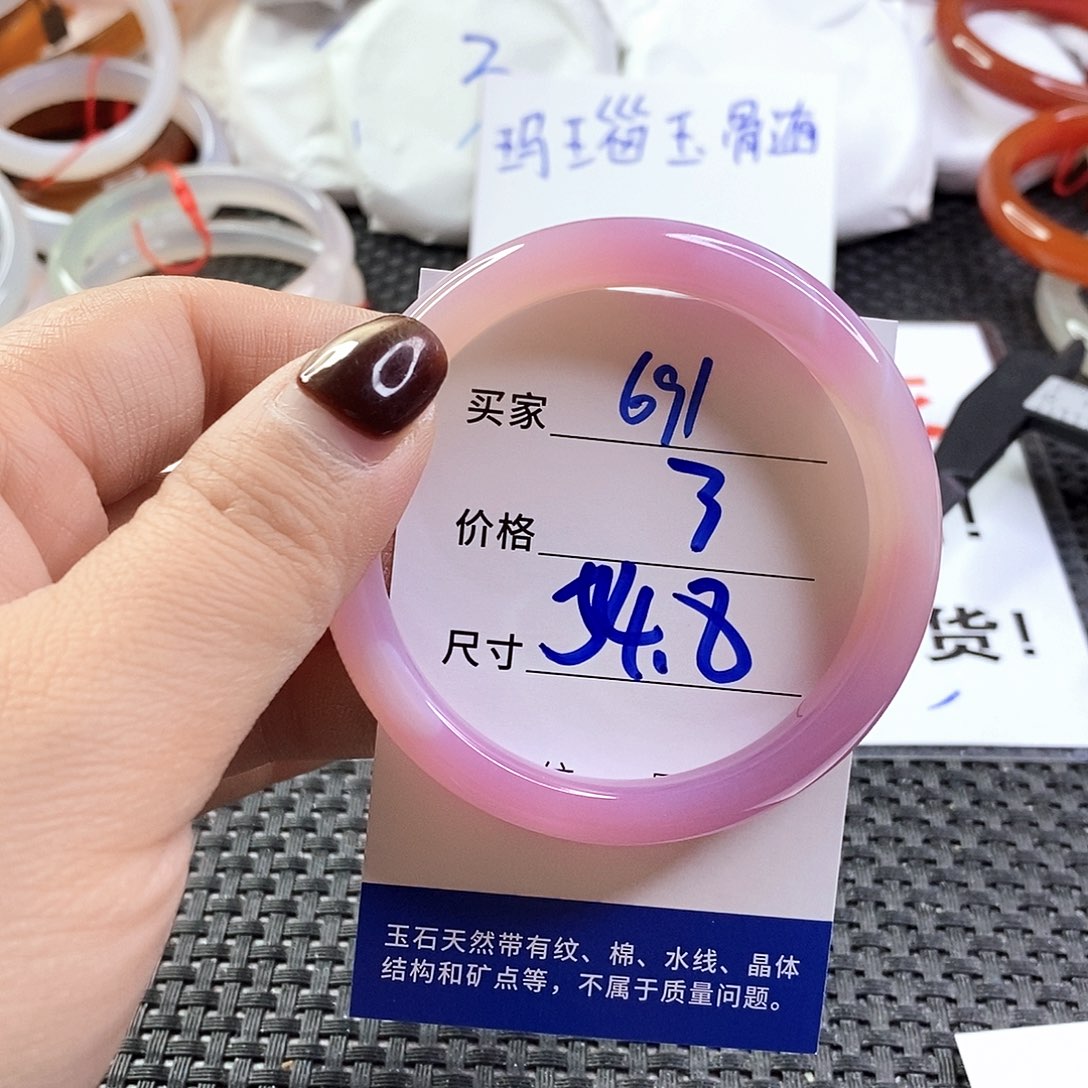 2
玛瑙玉骨髓
买家 691
价格 3
尺寸 54.8
货！
玉石天然带有纹、棉、水线、晶体
结构和矿点等，不属于质量问题。